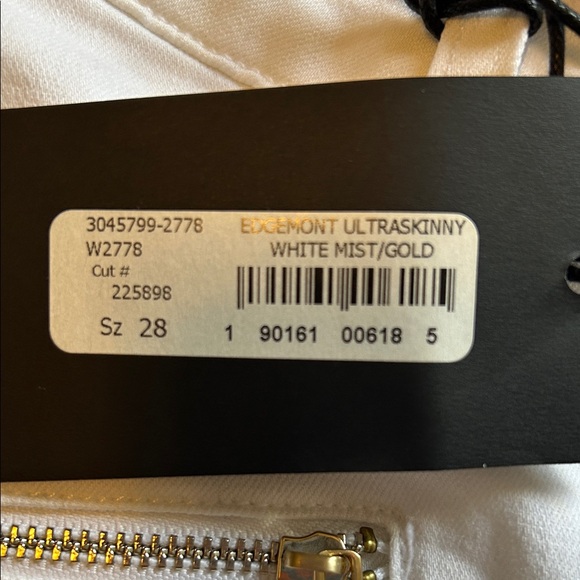 3045799-2778 EDGEMONT ULTRASKINNY
W2778 WHITE MIST/GOLD
Cut #
225898
Sz 28 1 90161 00618 5